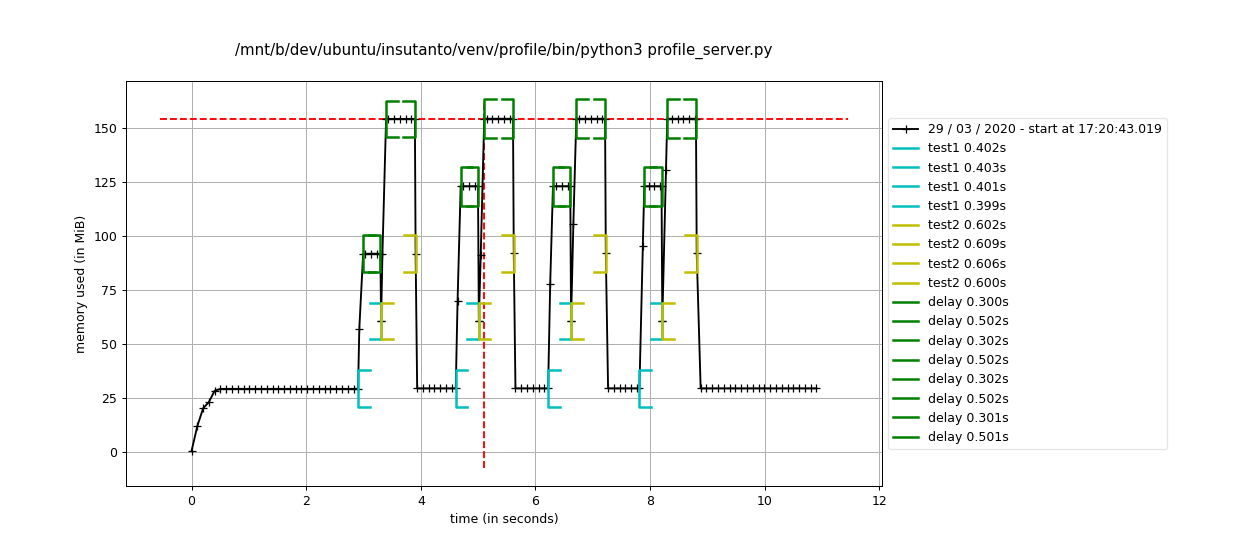 /mnt/b/dev/ubuntu/insutanto/venv/profile/bin/python3 profile_server.py
memory used (in MiB)
150
125
100
75
50
25
0
0 2 4 6 8 10 12
time (in seconds)
29 / 03 / 2020 - start at 17:20:43.019
test1 0.402s
test1 0.403s
test1 0.401s
test1 0.399s
test2 0.602s
test2 0.609s
test2 0.606s
test2 0.600s
delay 0.300s
delay 0.502s
delay 0.302s
delay 0.502s
delay 0.302s
delay 0.502s
delay 0.301s
delay 0.501s